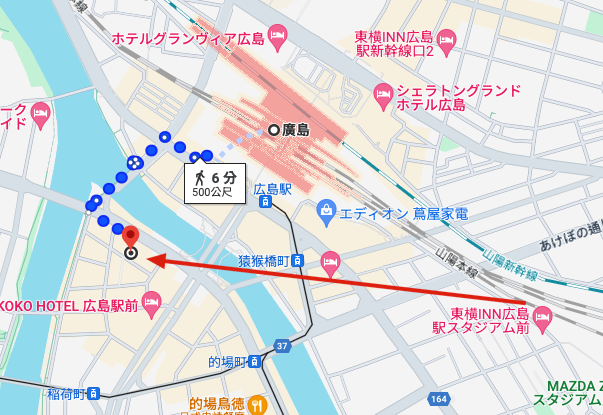 ホテルグランヴィア広島
東横INN広島
駅新幹線口2
シェラトングランド
ホテル広島
ーク
イド
廣島
6 分
500公尺
広島駅
エディオン 蔦屋家電
あけぼの通
猿猴橋町
山陽本線
山陽新幹線
KOKO HOTEL 広島駅前
東横INN広島
駅スタジアム前
37
的場町
164
MAZDA Z
スタジアム
稲荷町
的場鳥徳